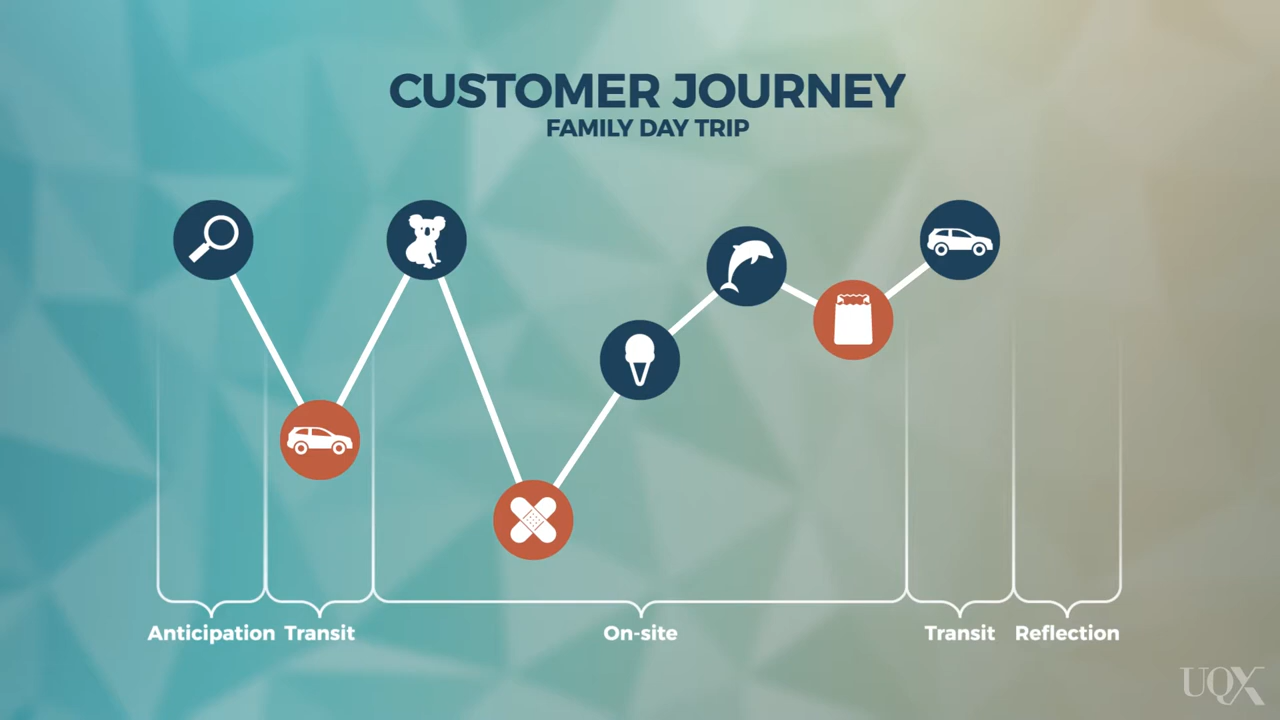 CUSTOMER JOURNEY
FAMILY DAY TRIP
Anticipation Transit On-site Transit Reflection
UQX